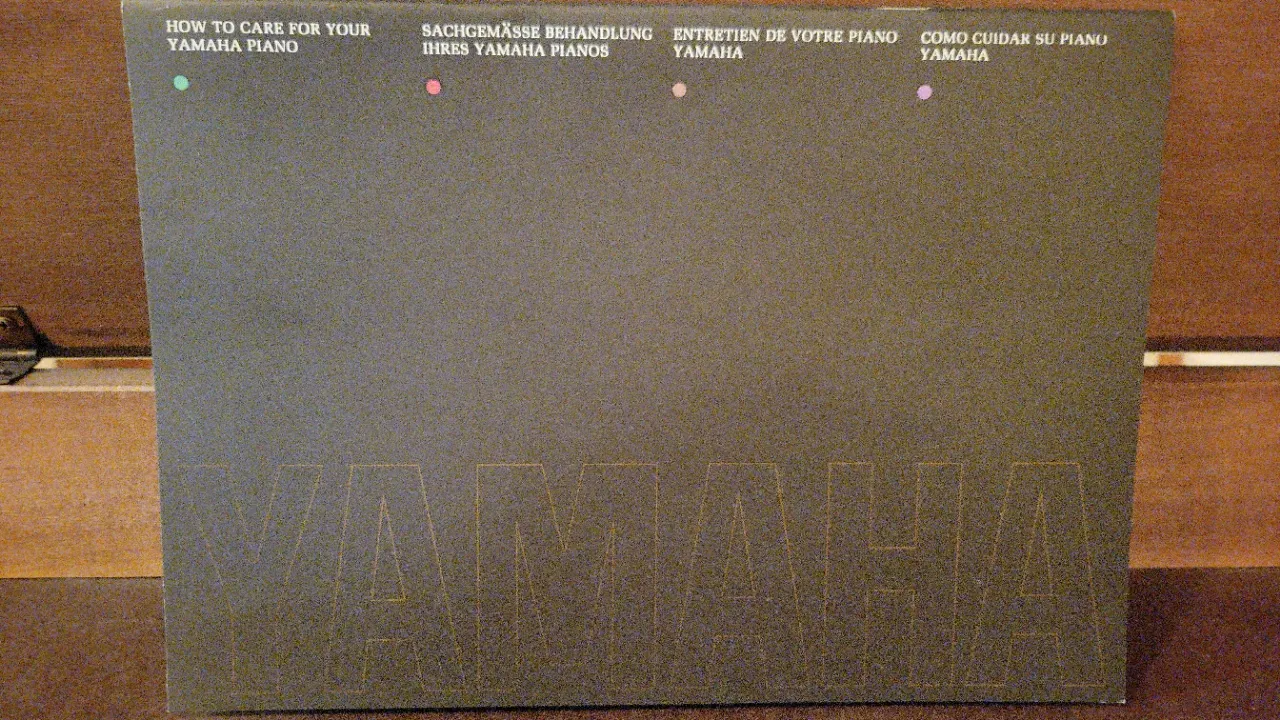 HOW TO CARE FOR YOUR
YAMAHA PIANO
SACHGEMÄSSE BEHANDLUNG
IHRES YAMAHA PIANOS
ENTRETIEN DE VOTRE PIANO
YAMAHA
COMO CUIDAR SU PIANO
YAMAHA
YAMAHA